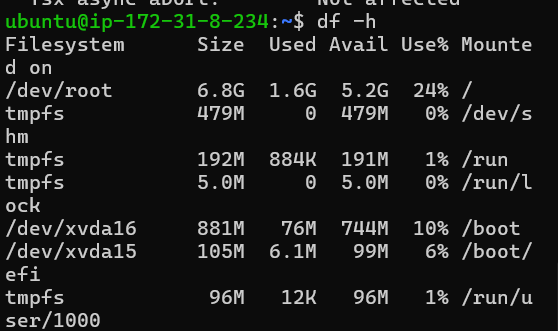 Tsx async abort:          Not affected
ubuntu@ip-172-31-8-234:~$ df -h
Filesystem      Size  Used Avail Use% Mounte
d on
/dev/root       6.8G  1.6G  5.2G  24% /
tmpfs           479M     0  479M   0% /dev/s
hm
tmpfs           192M  884K  191M   1% /run
tmpfs           5.0M     0  5.0M   0% /run/l
ock
/dev/xvda16     881M   76M  744M  10% /boot
/dev/xvda15     105M  6.1M   99M   6% /boot/
efi
tmpfs            96M   12K   96M   1% /run/u
ser/1000